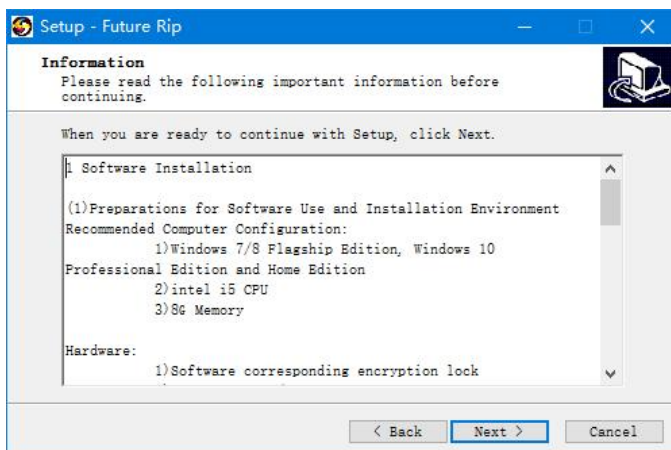 Setup - Future Rip
Information
Please read the following important information before
continuing.
When you are ready to continue with Setup, click Next.
1 Software Installation
(1)Preparations for Software Use and Installation Environment
Recommended Computer Configuration:
1)Windows 7/8 Flagship Edition, Windows 10
Professional Edition and Home Edition
2)intel i5 CPU
3)8G Memory
Hardware:
1)Software corresponding encryption lock
< Back
Next >
Cancel